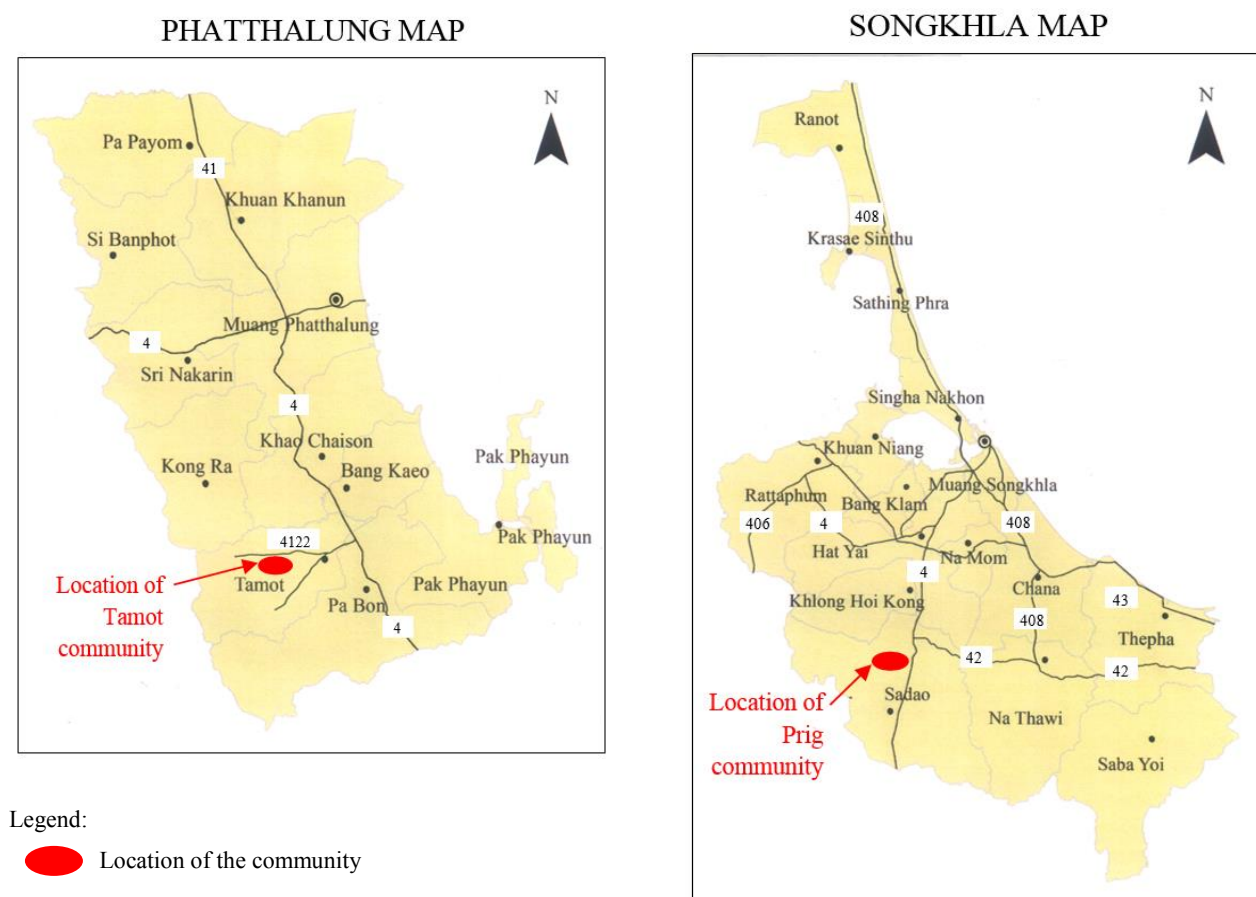 PHATTHALUNG MAP
N
Pa Payom
41
Khuan Khanun
Si Banphot
Muang Phatthalung
4
Sri Nakarin
4
Khao Chaison
Pak Phayun
Kong Ra
Bang Kaeo
4122
Pak Phayun
Location of
Tamot
community
Tamot
Pak Phayun
Pa Bon
4
SONGKHLA MAP
N
Ranot
408
Krasae Sinthu
Sathing Phra
Singha Nakhon
Khuan Niang
Muang Songkhla
Rattaphum
Bang Klam
406
4
408
Hat Yai
Na Mom
4
Chana
Khlong Hoi Kong
43
408
Thepha
42
42
Location of
Prig
community
Sadao
Na Thawi
Saba Yoi
Legend:
Location of the community